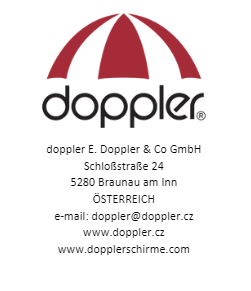 doppler®
doppler E. Doppler & Co GmbH
Schloßstraße 24
5280 Braunau am Inn
ÖSTERREICH
e-mail: doppler@doppler.cz
www.doppler.cz
www.dopplerschirme.com